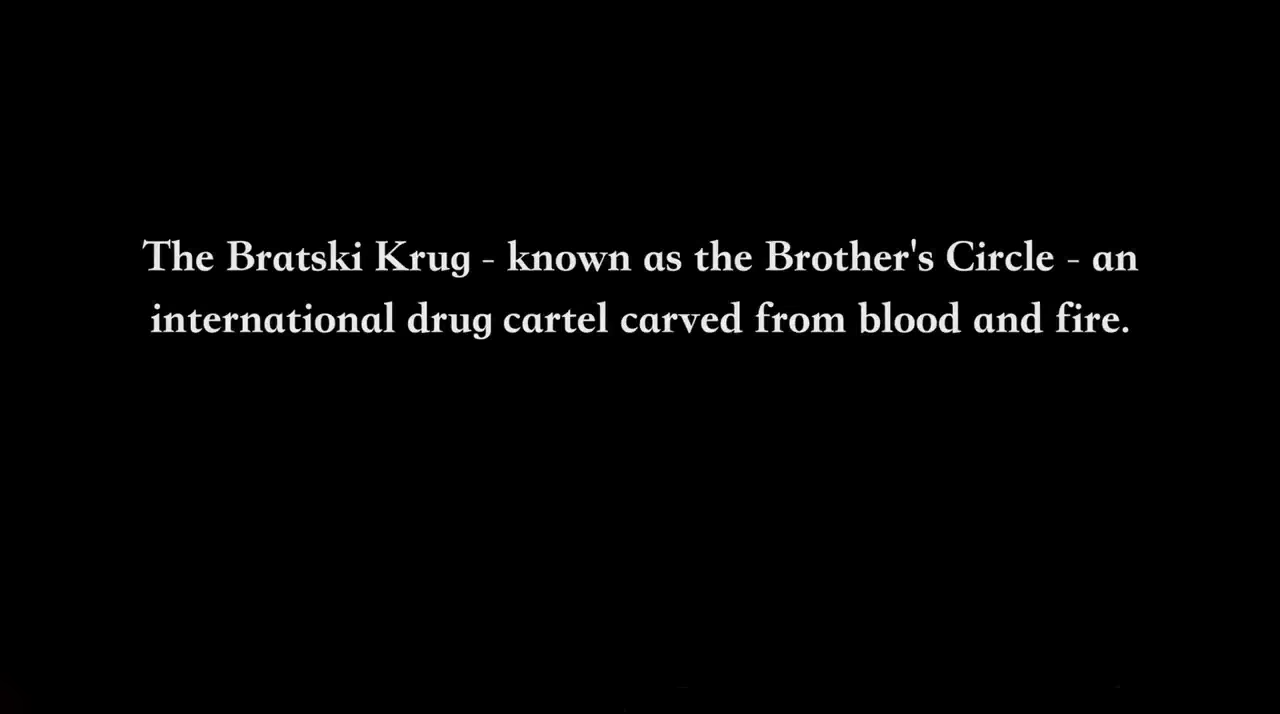 The Bratski Krug - known as the Brother's Circle - an
international drug cartel carved from blood and fire.